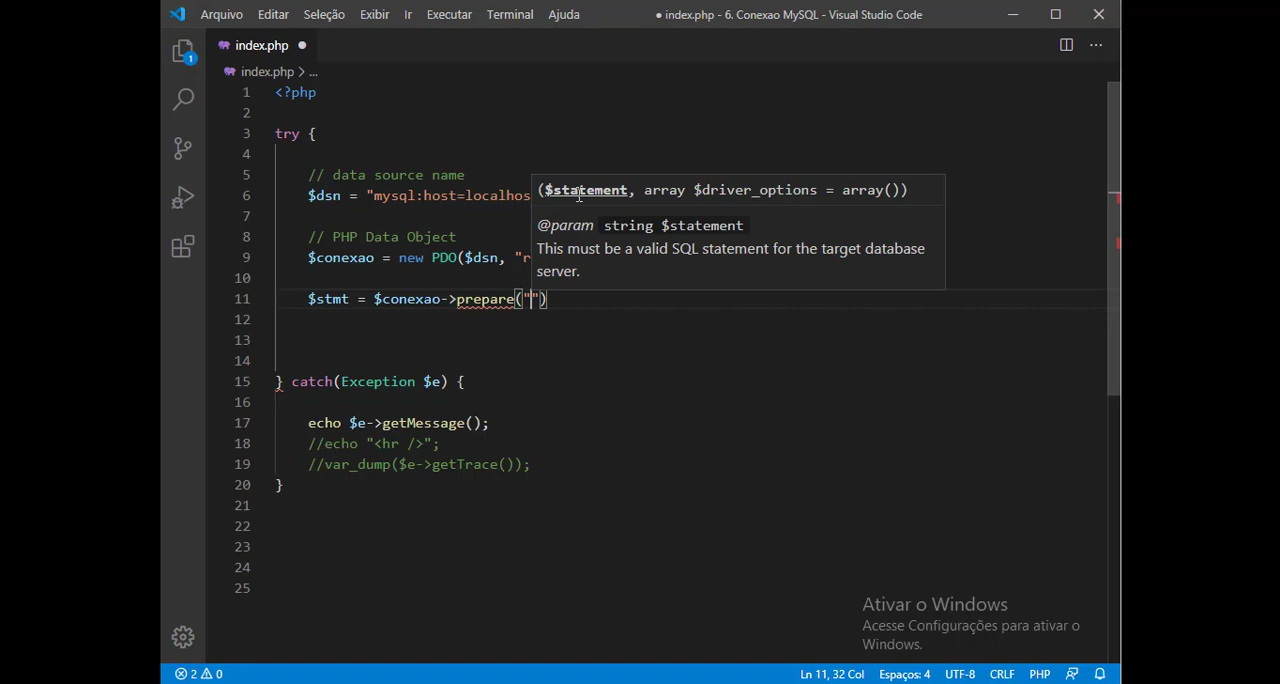 Arquivo Editar Seleção Exibir Ir Executar Terminal Ajuda ● index.php - 6. Conexao MySQL - Visual Studio Code
index.php ●
1
index.php > ...
1 <?php
2
3 try {
4
5 // data source name
6 $dsn = "mysql:host=localhos
7
8 // PHP Data Object
9 $conexao = new PDO($dsn, "r
10
11 $stmt = $conexao->prepare("")
12
13
14
15 } catch(Exception $e) {
16
17 echo $e->getMessage();
18 //echo "<hr />";
19 //var_dump($e->getTrace());
20 }
21
22
23
24
25
($statement, array $driver_options = array())
@param string $statement
This must be a valid SQL statement for the target database
server.
Ativar o Windows
Acesse Configurações para ativar o
Windows.
2 0 Ln 11, 32 Col Espaços: 4 UTF-8 CRLF PHP